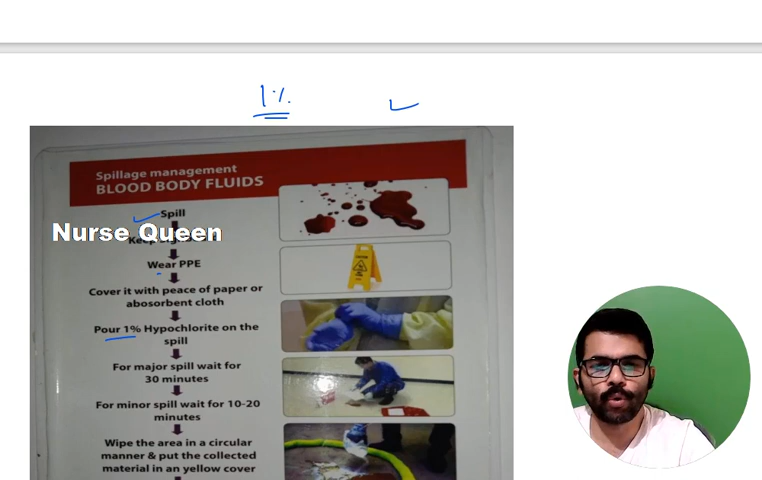 1%
Spillage management
BLOOD BODY FLUIDS
Spill
Nurse Queen
Wear PPE
Cover it with peace of paper or
abosorbent cloth
Pour 1% Hypochlorite on the
spill
For major spill wait for
30 minutes
For minor spill wait for 10-20
minutes
Wipe the area in a circular
manner & put the collected
material in an yellow cover